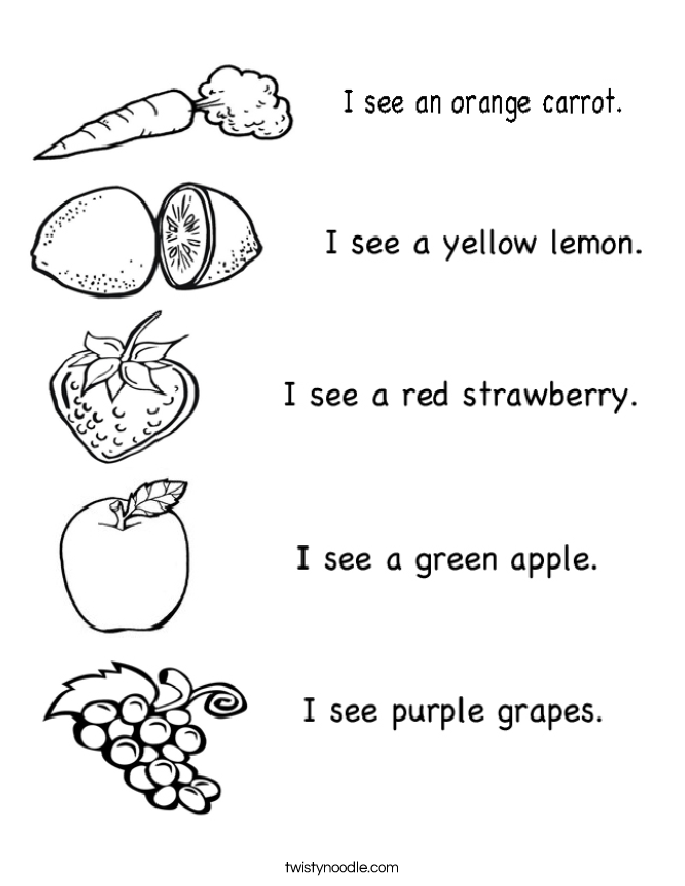 I see an orange carrot.
I see a yellow lemon.
I see a red strawberry.
I see a green apple.
I see purple grapes.
twistynoodle.com